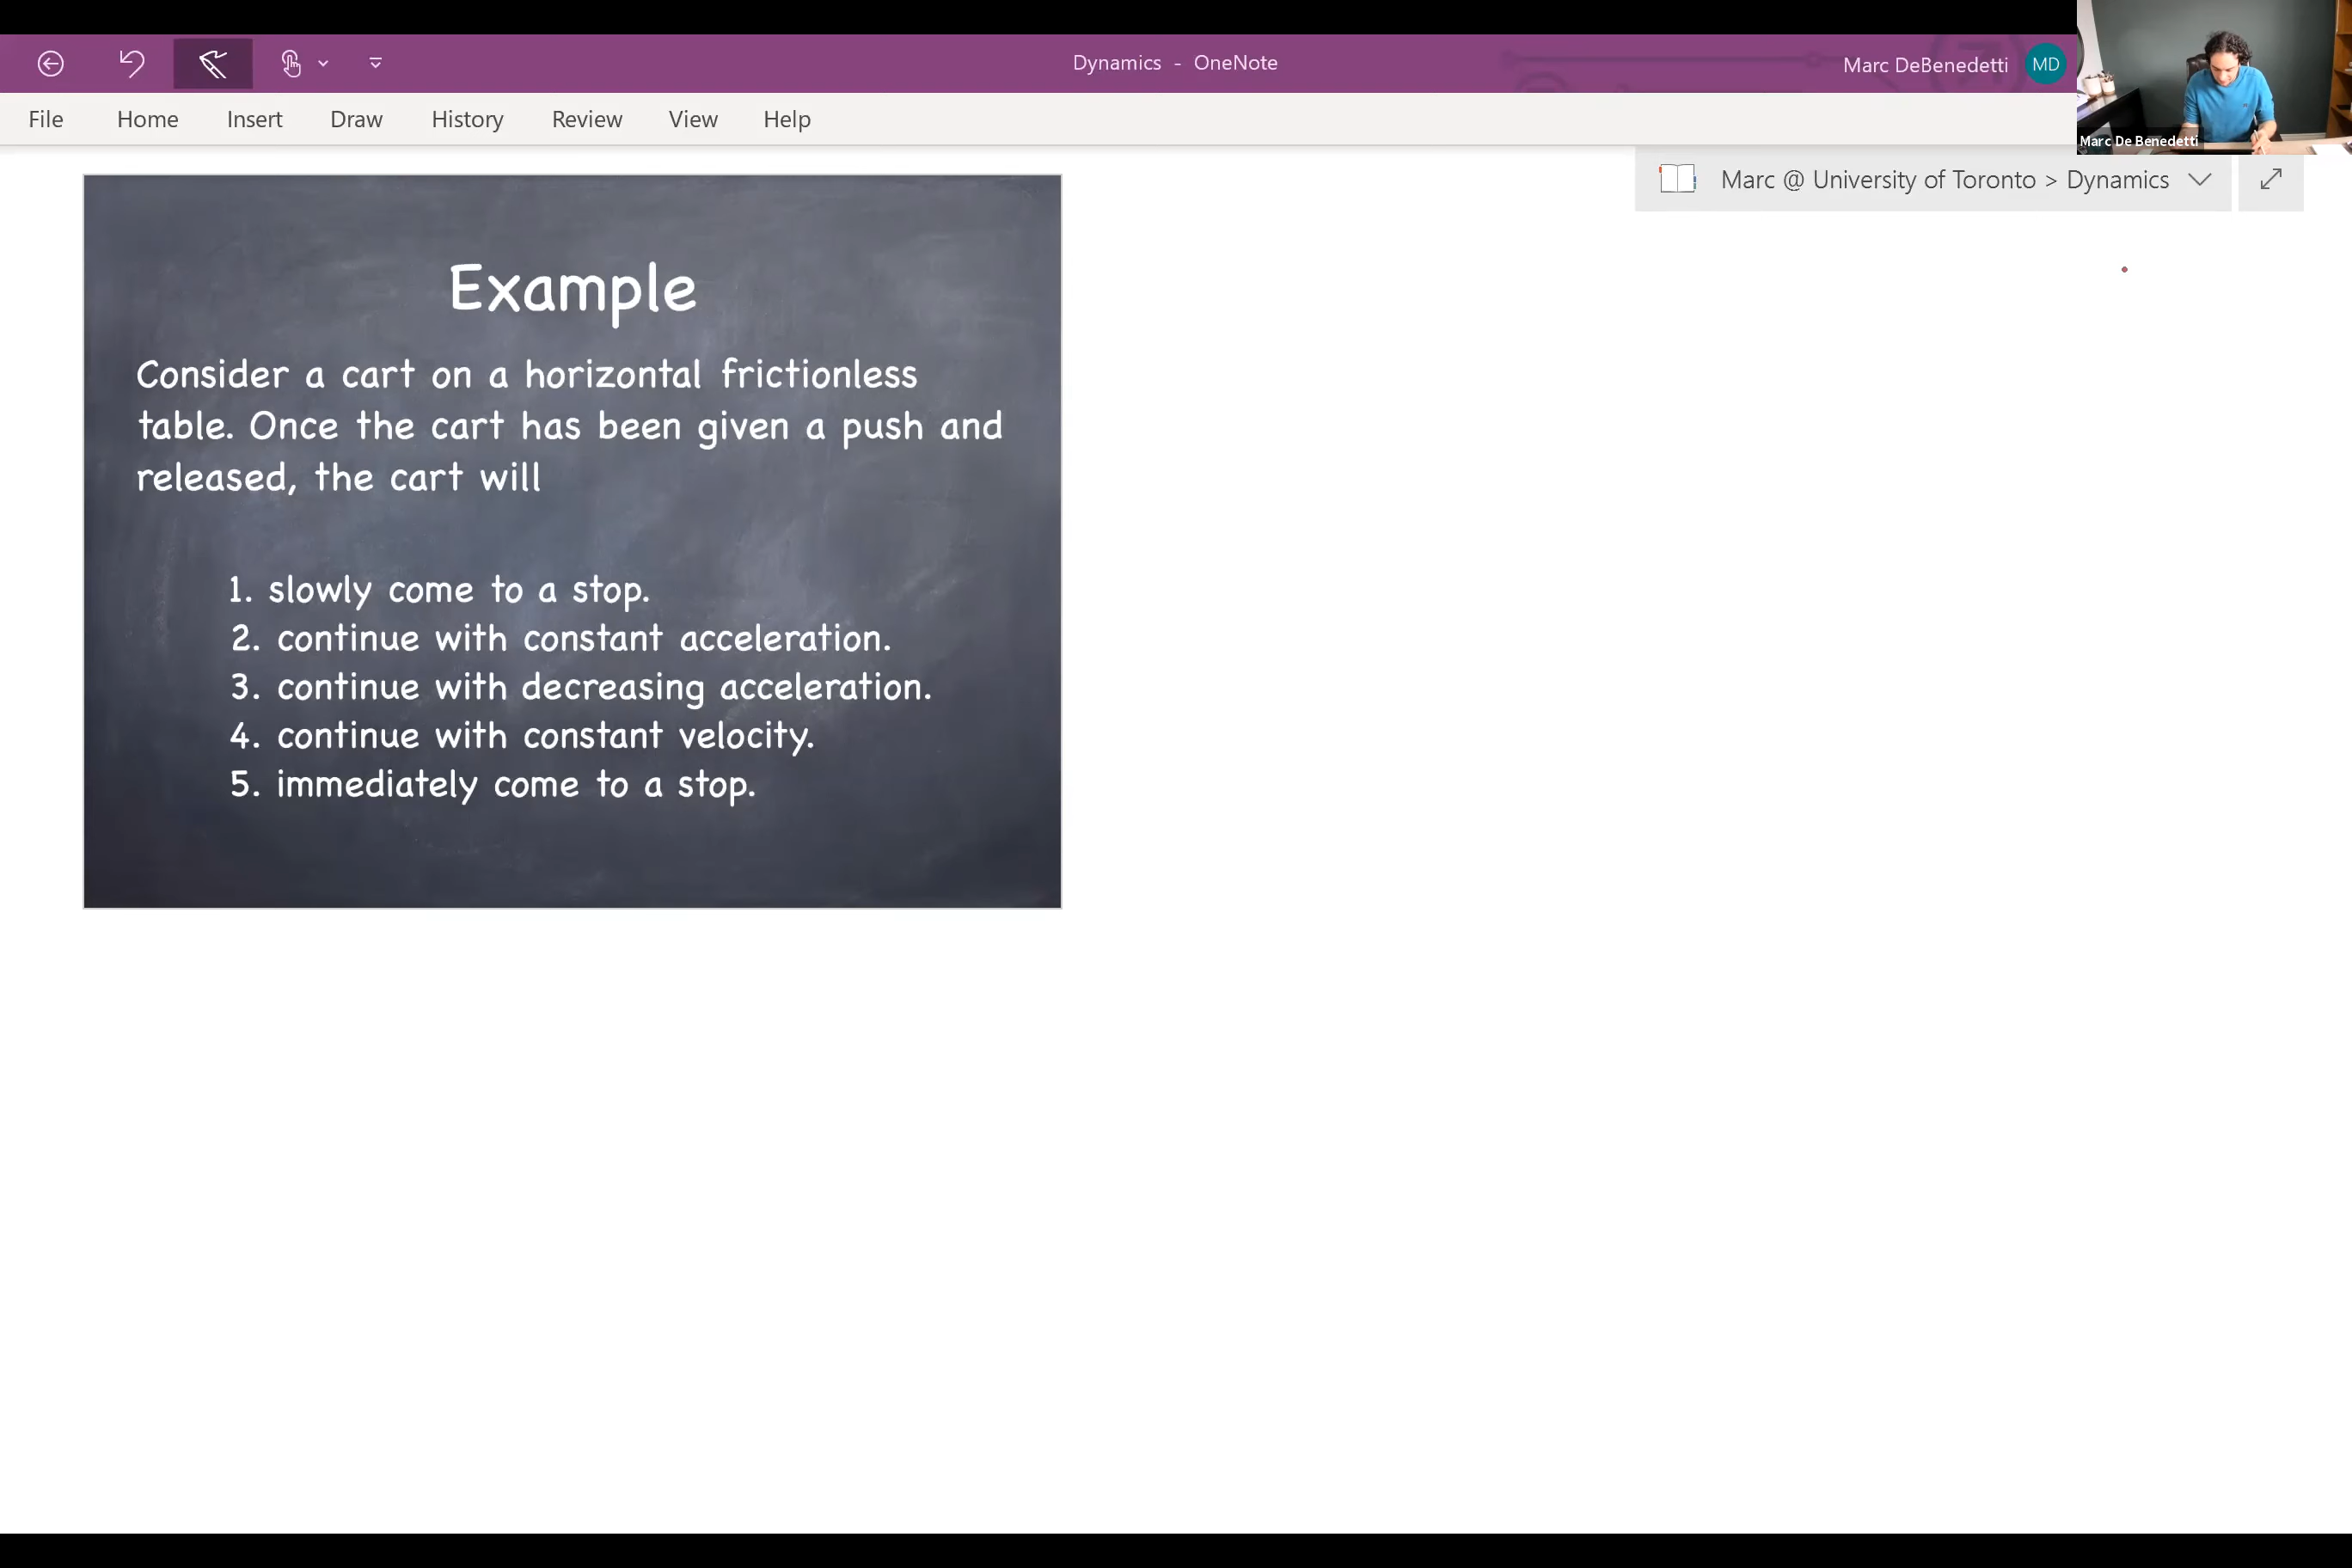 Dynamics - OneNote
Marc DeBenedetti MD
Marc De Benedetti
File Home Insert Draw History Review View Help
Marc @ University of Toronto > Dynamics
Example
Consider a cart on a horizontal frictionless
table. Once the cart has been given a push and
released, the cart will
1. slowly come to a stop.
2. continue with constant acceleration.
3. continue with decreasing acceleration.
4. continue with constant velocity.
5. immediately come to a stop.